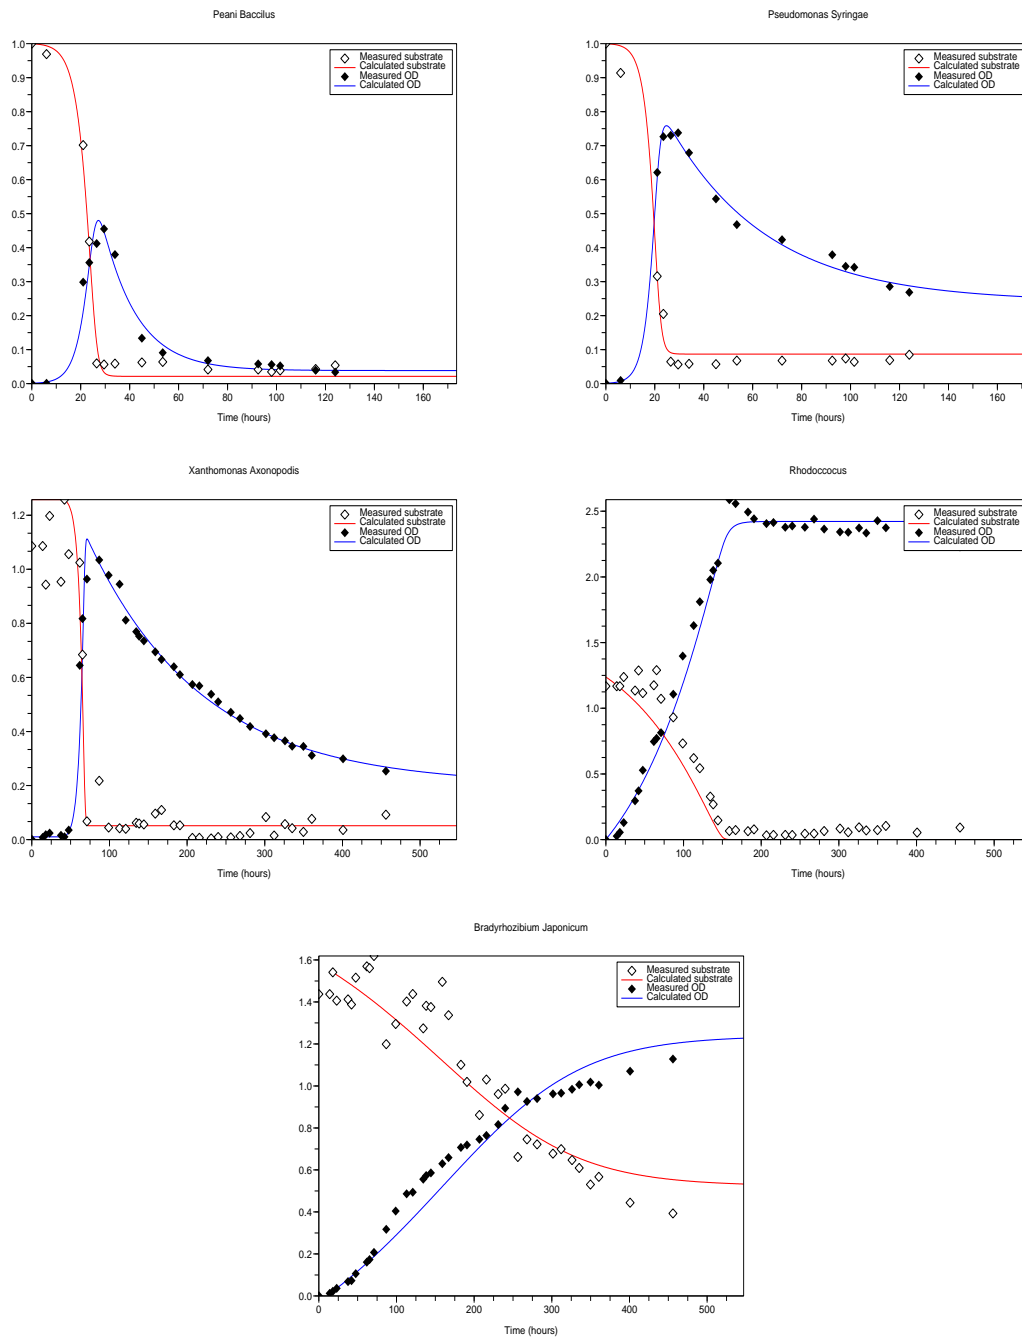 Peani Baccilus
Measured substrate
Calculated substrate
Measured OD
Calculated OD
1.0
0.9
0.8
0.7
0.6
0.5
0.4
0.3
0.2
0.1
0.0
0 20 40 60 80 100 120 140 160
Time (hours)
Pseudomonas Syringae
Measured substrate
Calculated substrate
Measured OD
Calculated OD
1.0
0.9
0.8
0.7
0.6
0.5
0.4
0.3
0.2
0.1
0.0
0 20 40 60 80 100 120 140 160
Time (hours)
Xanthomonas Axonopodis
Measured substrate
Calculated substrate
Measured OD
Calculated OD
1.2
1.0
0.8
0.6
0.4
0.2
0.0
0 100 200 300 400 500
Time (hours)
Rhodoccocus
Measured substrate
Calculated substrate
Measured OD
Calculated OD
2.5
2.0
1.5
1.0
0.5
0.0
0 100 200 300 400 500
Time (hours)
Bradyrhozibium Japonicum
Measured substrate
Calculated substrate
Measured OD
Calculated OD
1.6
1.4
1.2
1.0
0.8
0.6
0.4
0.2
0.0
0 100 200 300 400 500
Time (hours)